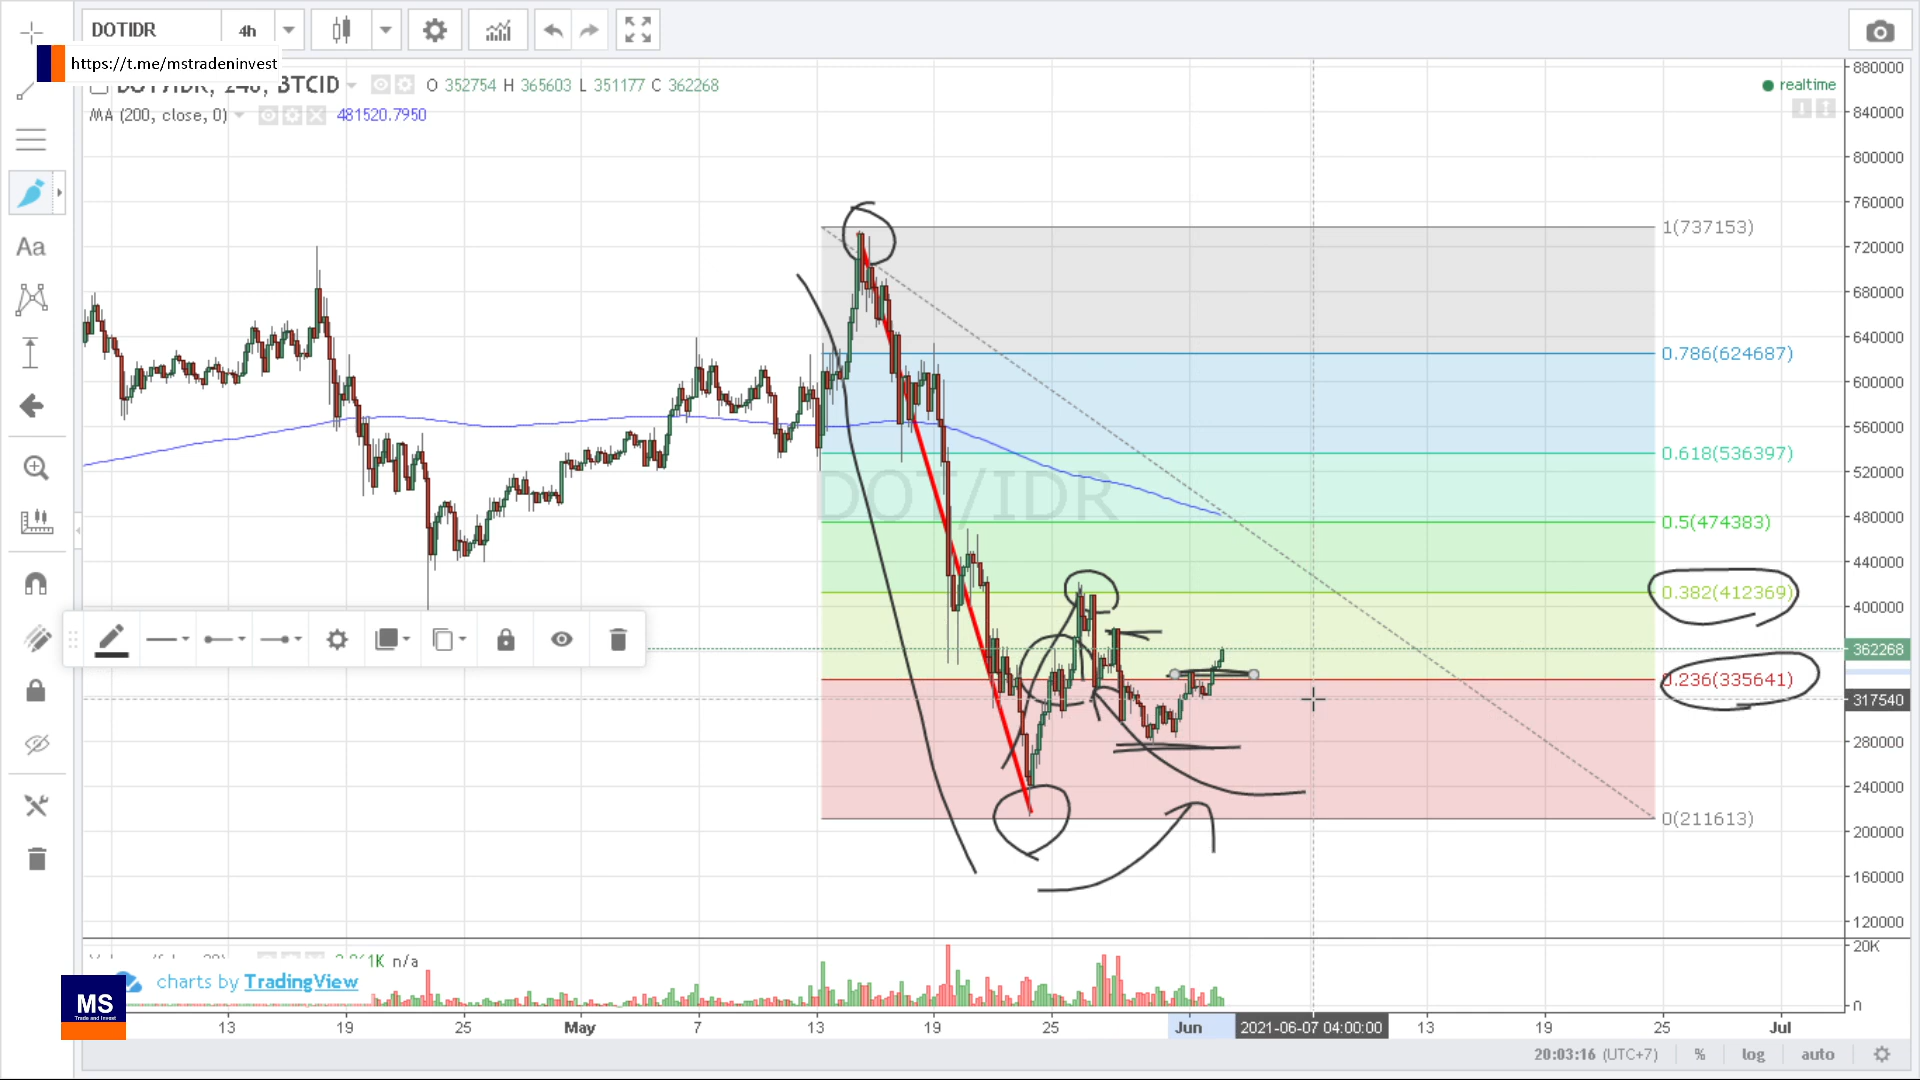 DOTIDR
4h
https://t.me/mstradeninvest
BTCID
O 352754 H 365603 L 351177 C 362268
MA (200, close, 0) 481520.7950
realtime
Aa
DOT/IDR
1(737153)
0.786(624687)
0.618(536397)
0.5(474383)
0.382(412369)
0.236(335641)
0(211613)
880000
840000
800000
760000
720000
680000
640000
600000
560000
520000
480000
440000
400000
362268
317540
280000
240000
200000
160000
120000
20K
0
n/a
charts by TradingView
MS
Trade and Invest
13 19 25 May 7 13 19 25 Jun 2021-06-07 04:00:00 13 19 25 Jul
20:03:16 (UTC+7) % log auto